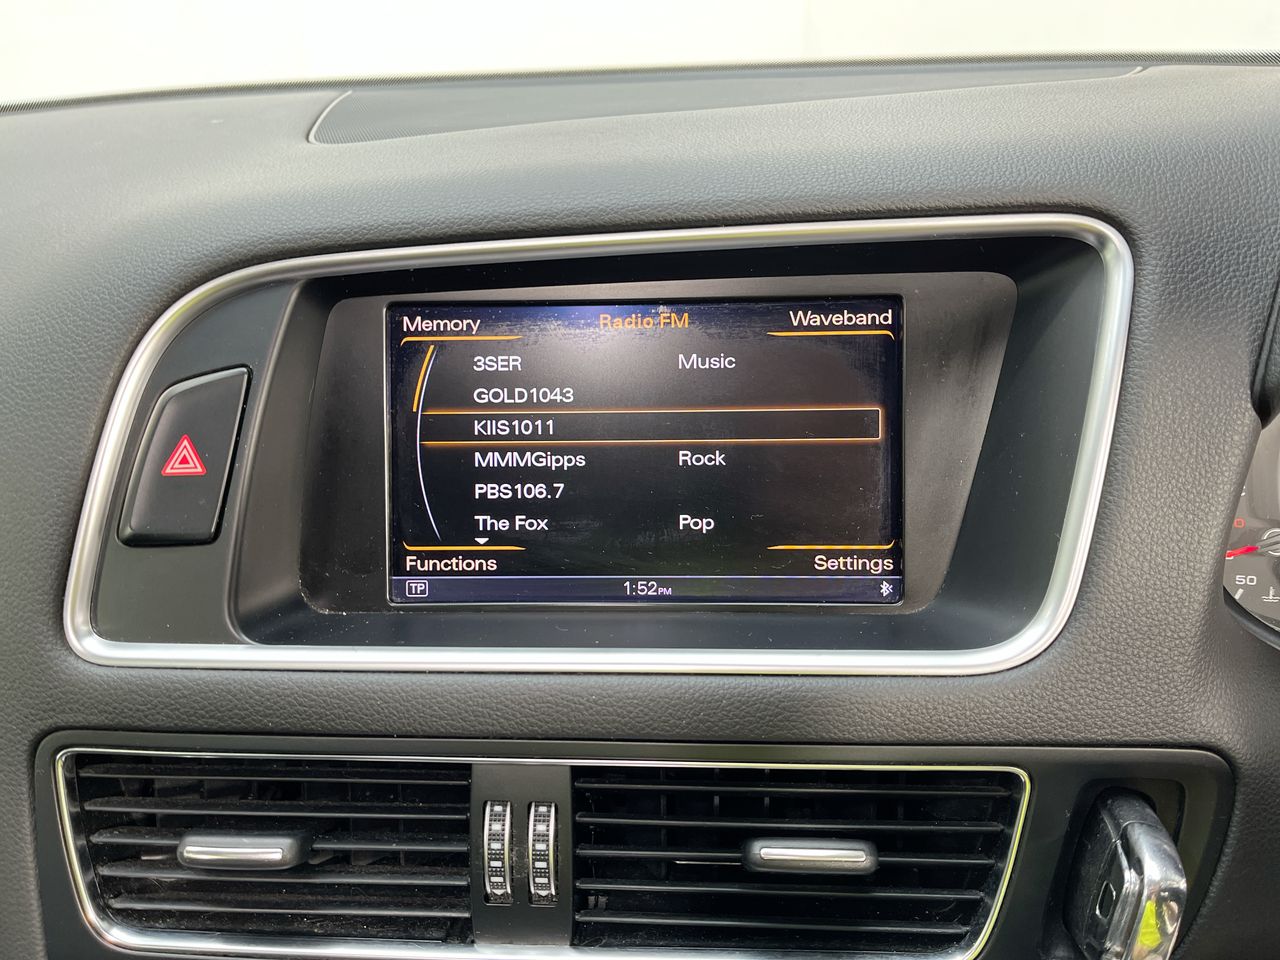 Memory Radio FM Waveband
3SER Music
GOLD1043
KIIS1011
MMMGipps Rock
PBS106.7
The Fox Pop
Functions Settings
TP 1:52PM
50